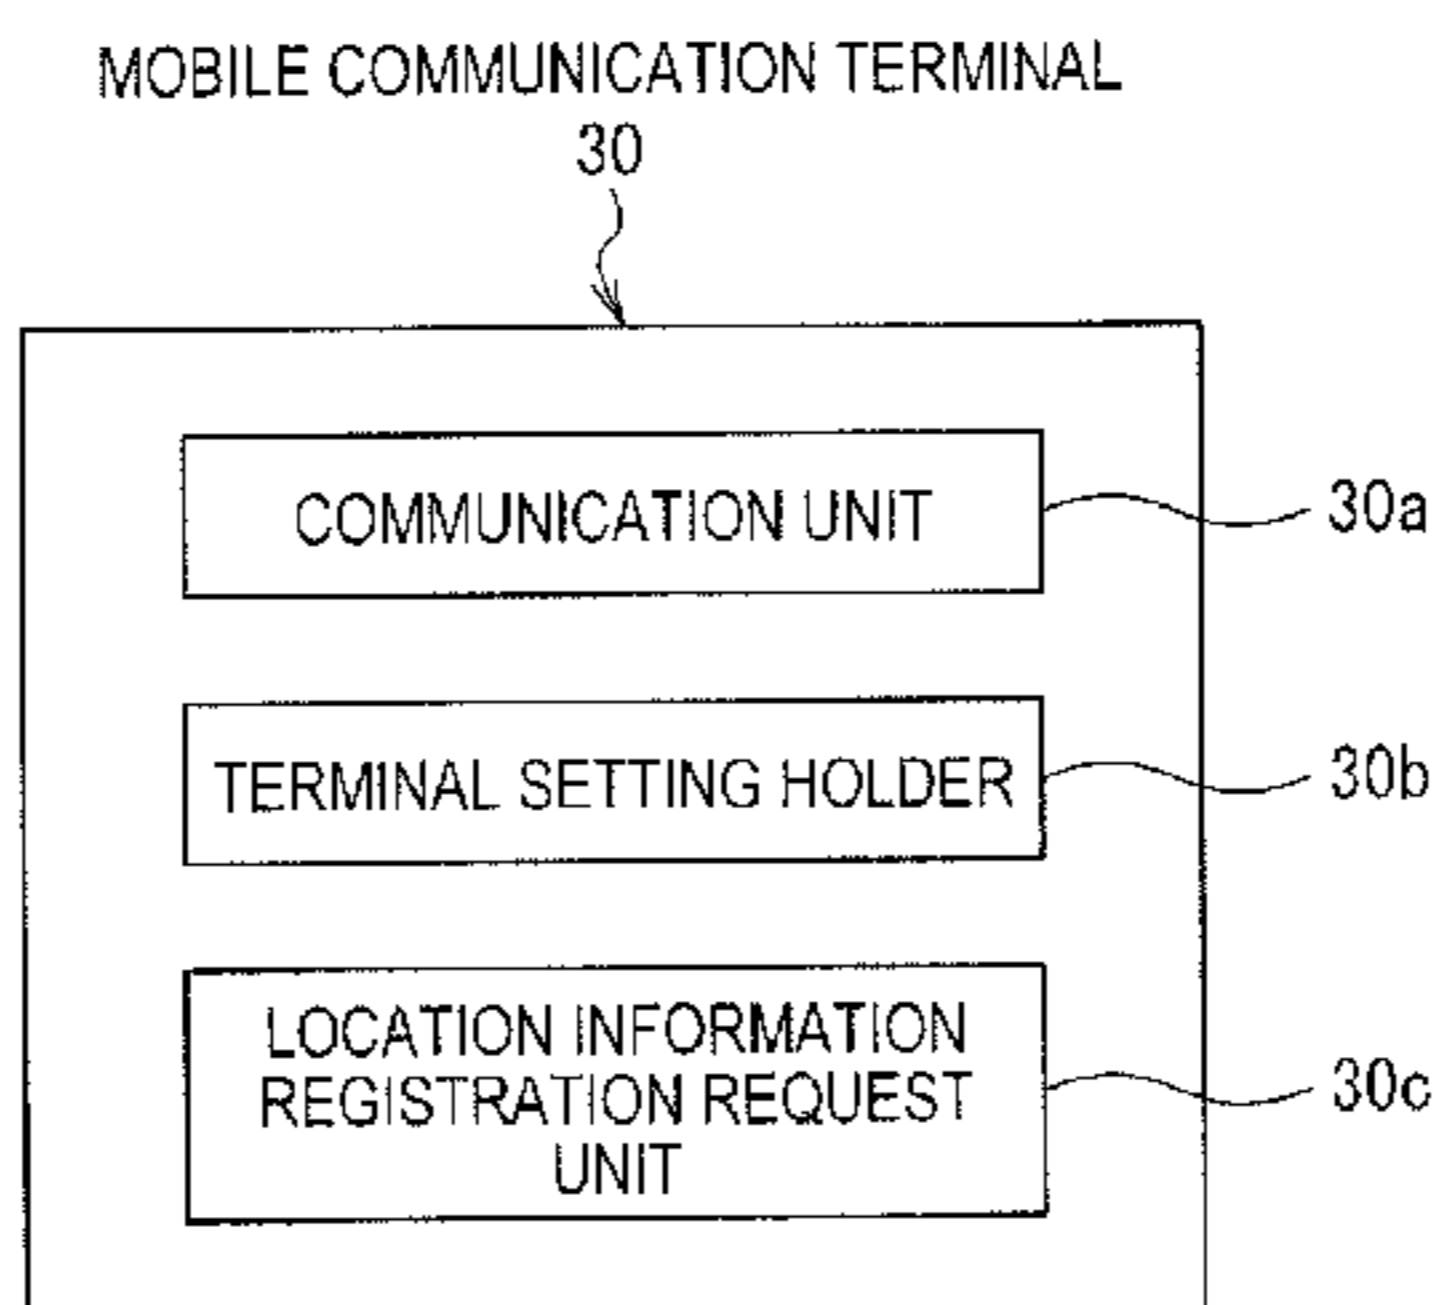 MOBILE COMMUNICATION TERMINAL
30
COMMUNICATION UNIT
30a
TERMINAL SETTING HOLDER
30b
LOCATION INFORMATION
REGISTRATION REQUEST
UNIT
30c